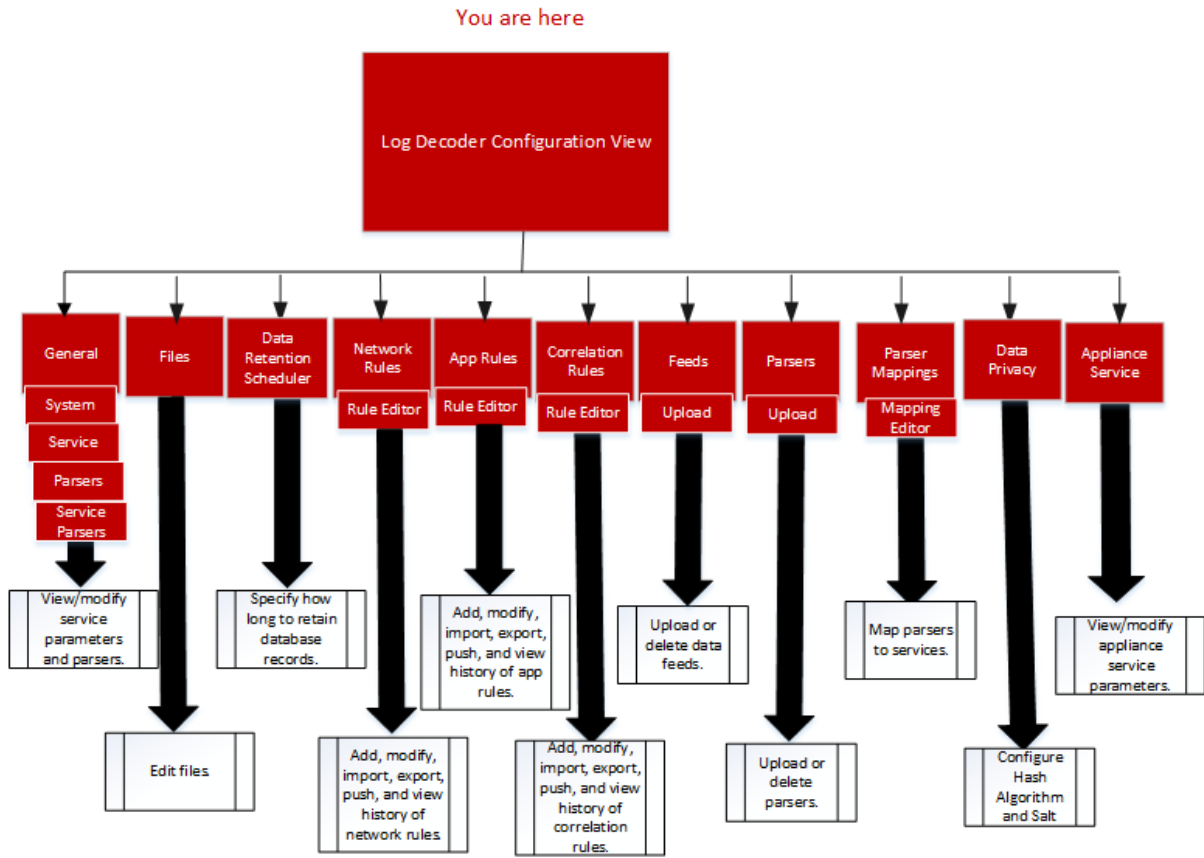 You are here
Log Decoder Configuration View
General
System
Service
Parsers
Service
Parsers
Files
Data
Retention
Scheduler
Network
Rules
Rule Editor
App Rules
Rule Editor
Correlation
Rules
Rule Editor
Feeds
Upload
Parsers
Upload
Parser
Mappings
Mapping
Editor
Data
Privacy
Appliance
Service
View/modify
service
parameters
and parsers.
Edit files.
Specify how
long to retain
database
records.
Add, modify,
import, export,
push, and view
history of
network rules.
Add, modify,
import, export,
push, and view
history of app
rules.
Add, modify,
import, export,
push, and view
history of
correlation
rules.
Upload or
delete data
feeds.
Upload or
delete
parsers.
Map parsers
to services.
Configure
Hash
Algorithm
and Salt
View/modify
appliance
service
parameters.